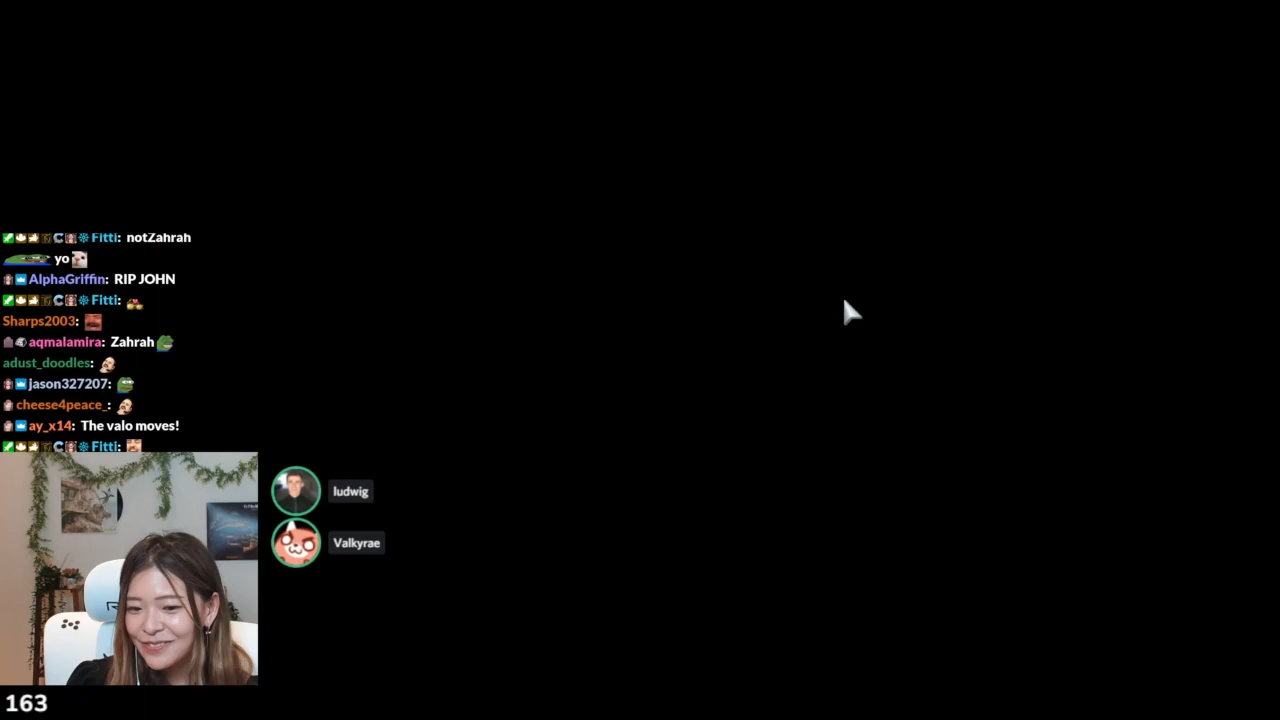 Fitti: notZahrah
yo
AlphaGriffin: RIP JOHN
Fitti:
Sharps2003:
aqmalamira: Zahrah
adust_doodles:
jason327207:
cheese4peace_:
ay_x14: The valo moves!
Fitti:
ludwig
Valkyrae
163